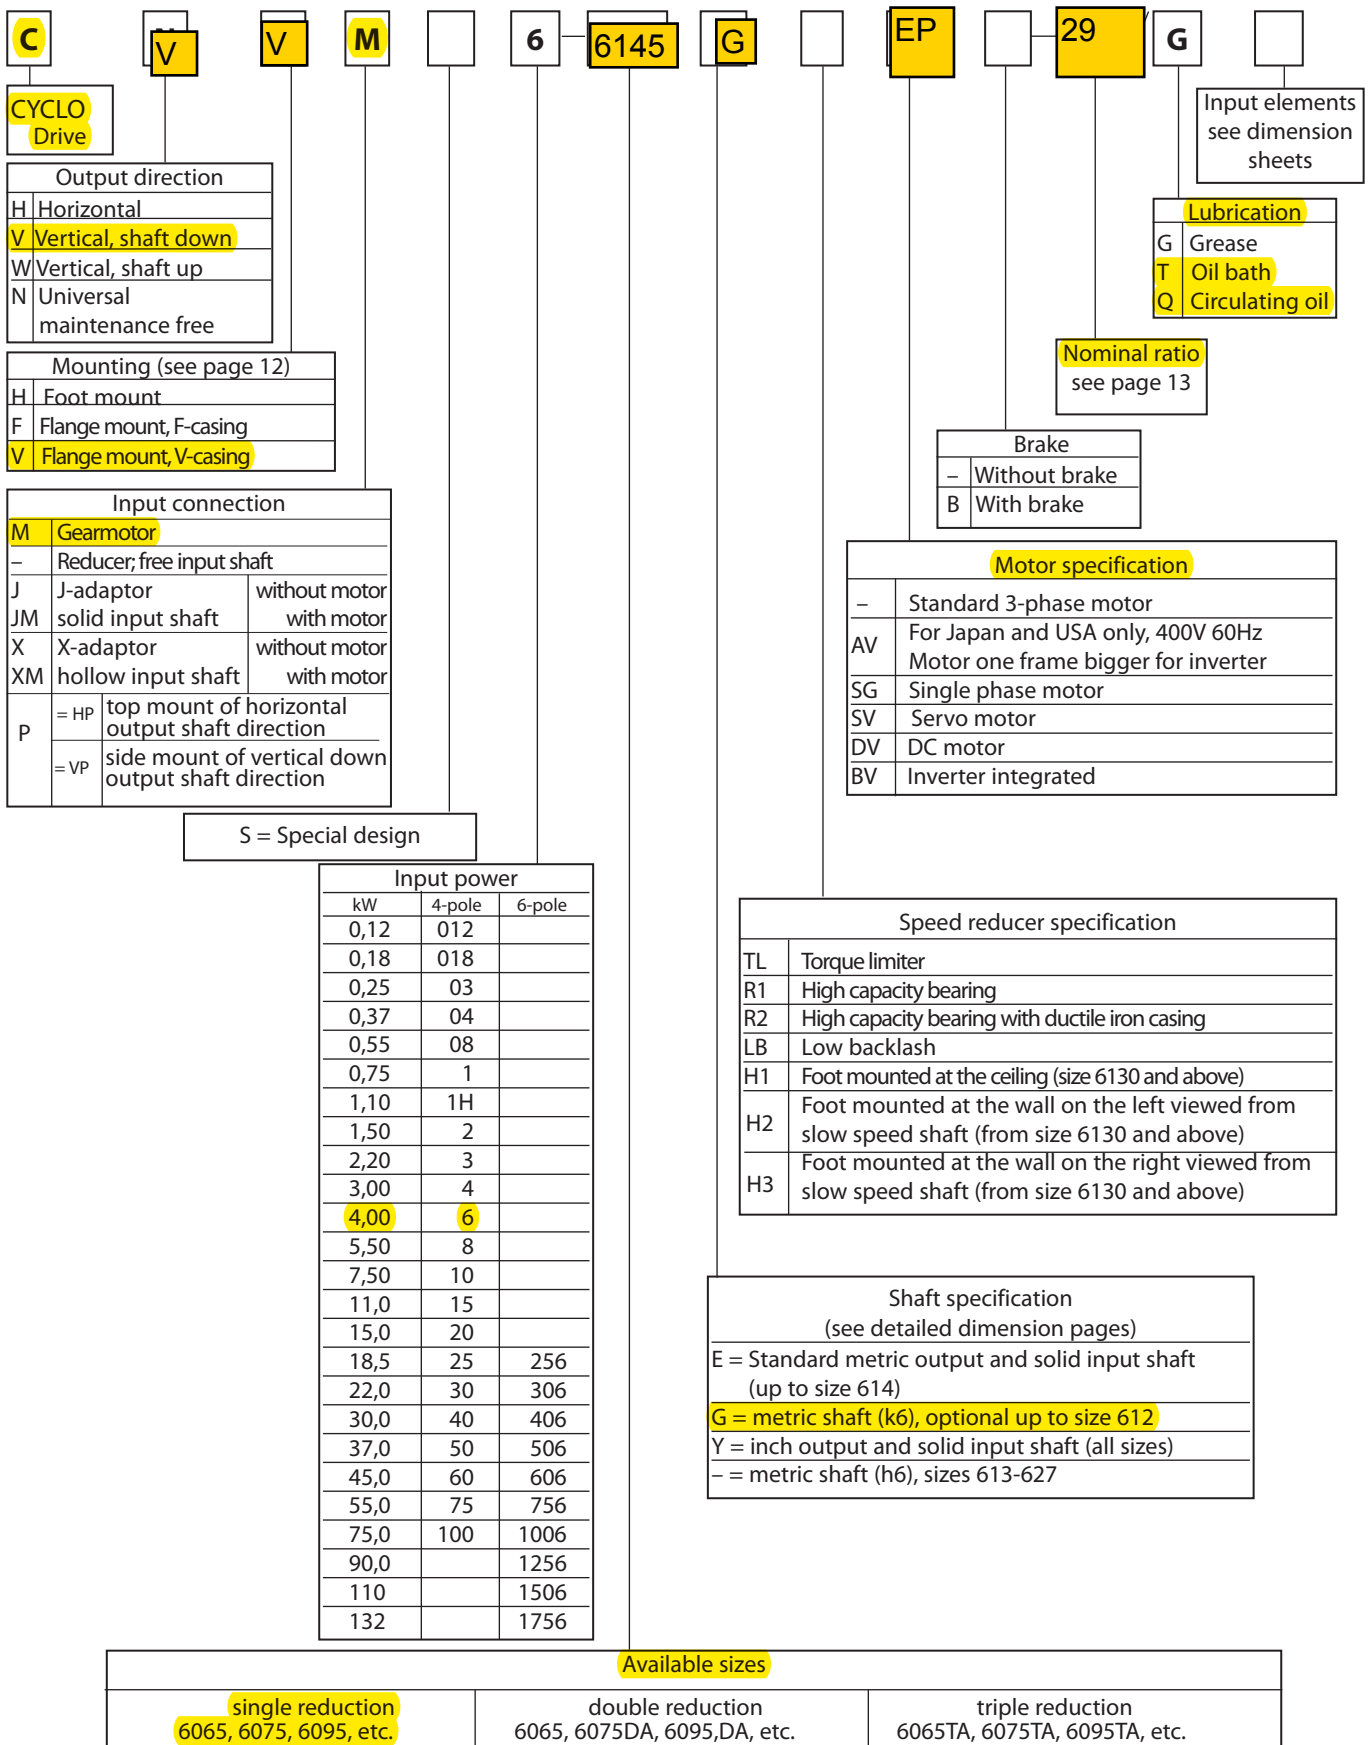 C V V M 6 – 6145 G EP – 29 G
CYCLO
Drive
Input elements
see dimension
sheets
Output direction
H Horizontal
V Vertical, shaft down
W Vertical, shaft up
N Universal
maintenance free
Lubrication
G Grease
T Oil bath
Q Circulating oil
Mounting (see page 12)
H Foot mount
F Flange mount, F-casing
V Flange mount, V-casing
Nominal ratio
see page 13
Brake
– Without brake
B With brake
Input connection
M Gearmotor
– Reducer; free input shaft
J J-adaptor without motor
JM solid input shaft with motor
X X-adaptor without motor
XM hollow input shaft with motor
P = HP top mount of horizontal
output shaft direction
= VP side mount of vertical down
output shaft direction
Motor specification
– Standard 3-phase motor
AV For Japan and USA only, 400V 60Hz
Motor one frame bigger for inverter
SG Single phase motor
SV Servo motor
DV DC motor
BV Inverter integrated
S = Special design
Input power
kW 4-pole 6-pole
0,12 012
0,18 018
0,25 03
0,37 04
0,55 08
0,75 1
1,10 1H
1,50 2
2,20 3
3,00 4
4,00 6
5,50 8
7,50 10
11,0 15
15,0 20
18,5 25 256
22,0 30 306
30,0 40 406
37,0 50 506
45,0 60 606
55,0 75 756
75,0 100 1006
90,0 1256
110 1506
132 1756
Speed reducer specification
TL Torque limiter
R1 High capacity bearing
R2 High capacity bearing with ductile iron casing
LB Low backlash
H1 Foot mounted at the ceiling (size 6130 and above)
H2 Foot mounted at the wall on the left viewed from
slow speed shaft (from size 6130 and above)
H3 Foot mounted at the wall on the right viewed from
slow speed shaft (from size 6130 and above)
Shaft specification
(see detailed dimension pages)
E = Standard metric output and solid input shaft
(up to size 614)
G = metric shaft (k6), optional up to size 612
Y = inch output and solid input shaft (all sizes)
– = metric shaft (h6), sizes 613-627
Available sizes
single reduction
6065, 6075, 6095, etc.
double reduction
6065, 6075DA, 6095,DA, etc.
triple reduction
6065TA, 6075TA, 6095TA, etc.